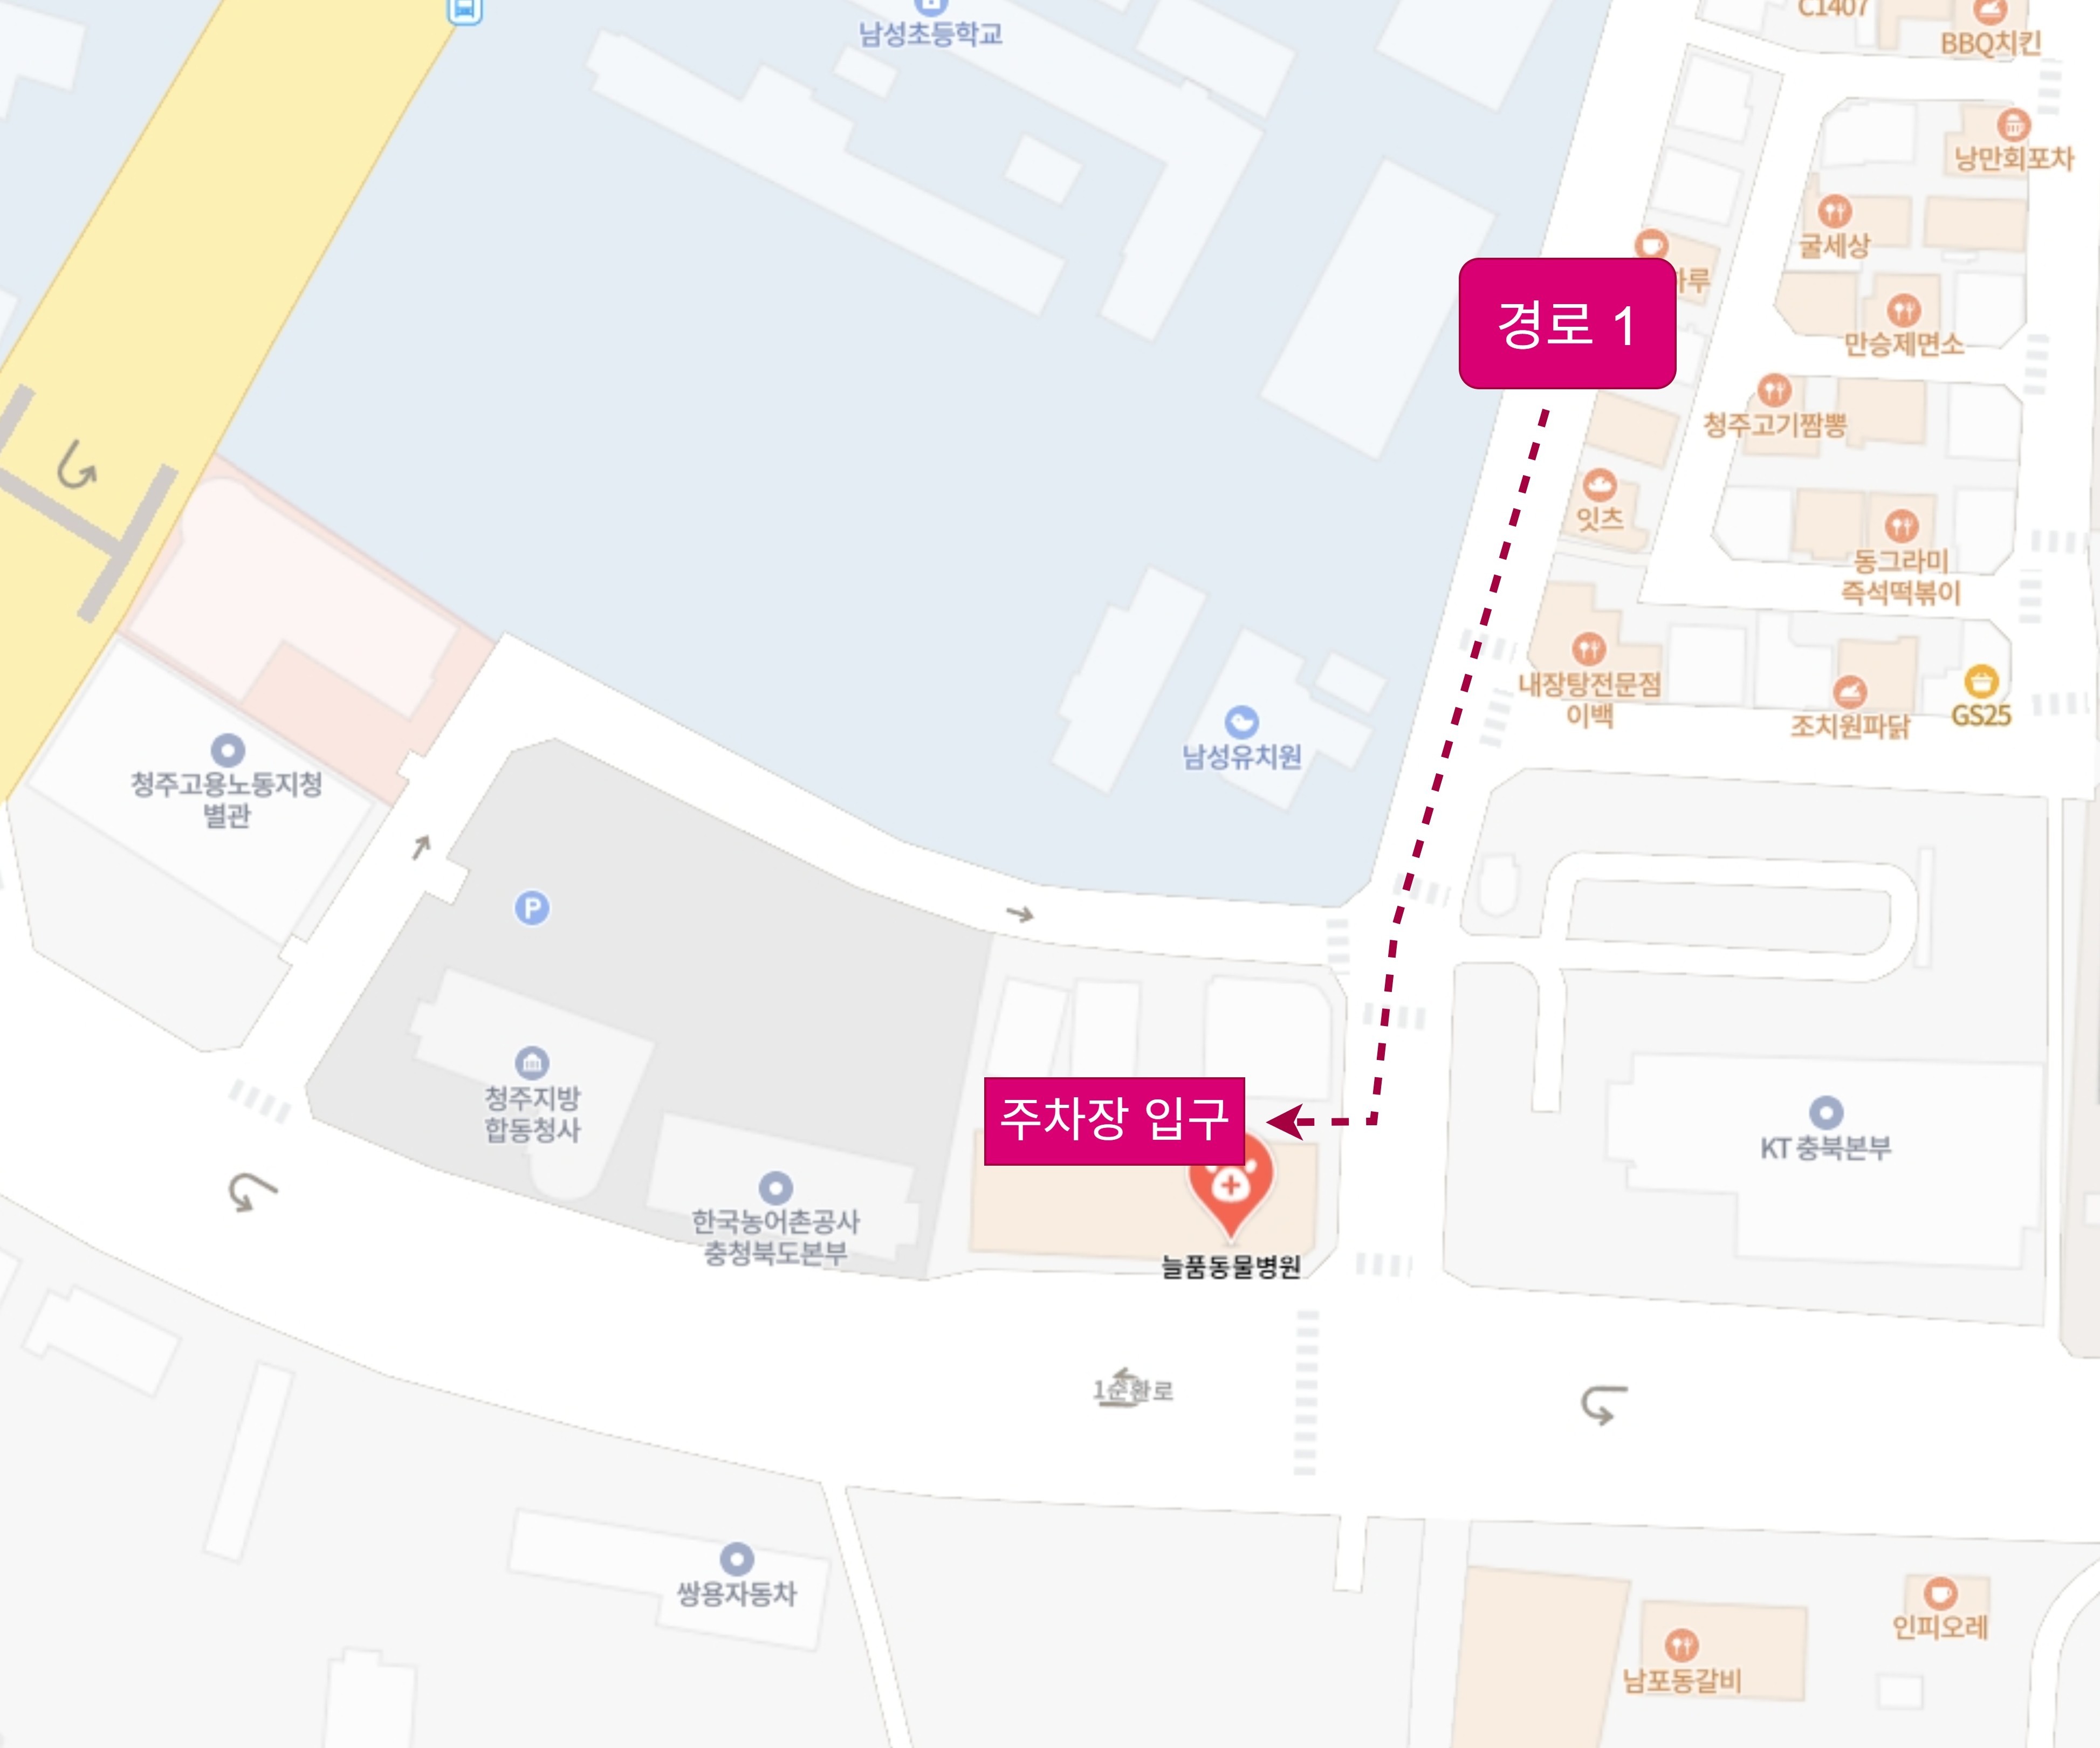 C1407
남성초등학교
BBQ치킨
낭만회포차
굴세상
경로 1
만승제면소
청주고기짬뽕
잇츠
동그라미
즉석떡볶이
내장탕전문점
이백
조치원파닭
GS25
남성유치원
청주고용노동지청
별관
P
청주지방
합동청사
주차장 입구
KT 충북본부
한국농어촌공사
충청북도본부
늘품동물병원
1순환로
쌍용자동차
인피오레
남포동갈비